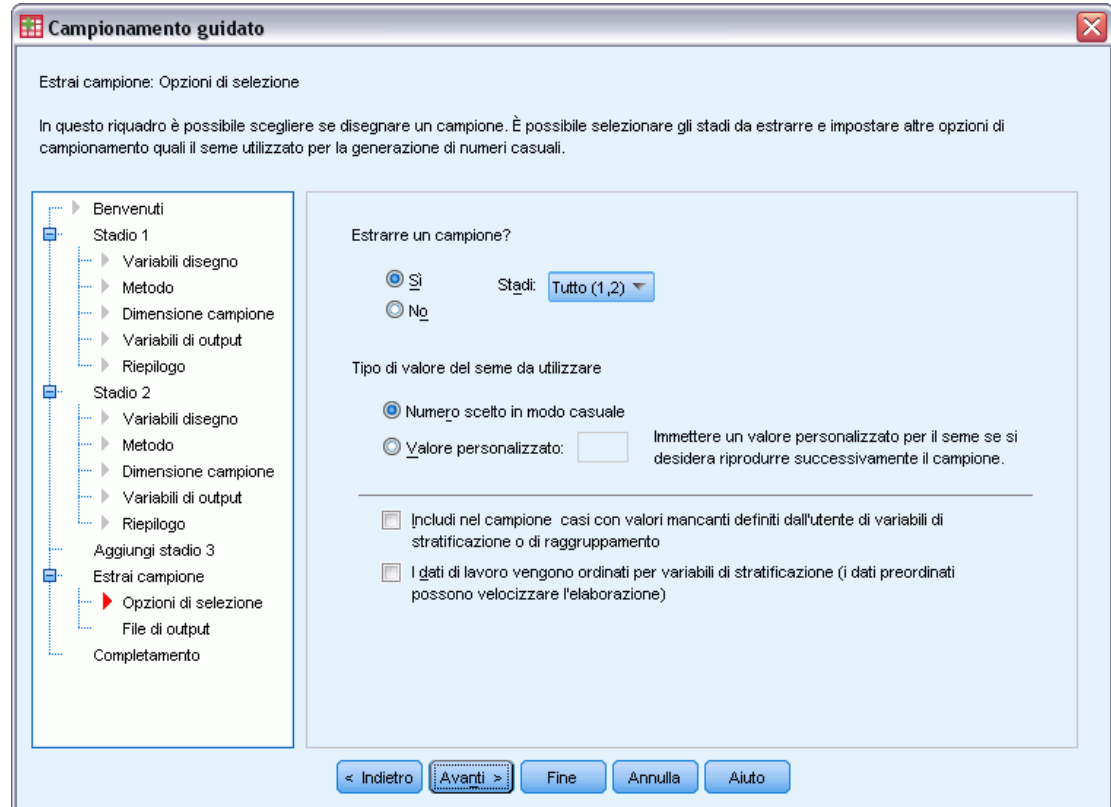 Campionamento guidato
Estrai campione: Opzioni di selezione
In questo riquadro è possibile scegliere se disegnare un campione. È possibile selezionare gli stadi da estrarre e impostare altre opzioni di
campionamento quali il seme utilizzato per la generazione di numeri casuali.
Benvenuti
Stadio 1
Variabili disegno
Metodo
Dimensione campione
Variabili di output
Riepilogo
Stadio 2
Variabili disegno
Metodo
Dimensione campione
Variabili di output
Riepilogo
Aggiungi stadio 3
Estrai campione
Opzioni di selezione
File di output
Completamento
Estrarre un campione?
Sì
Stadi: Tutto (1,2)
No
Tipo di valore del seme da utilizzare
Numero scelto in modo casuale
Valore personalizzato:
Immettere un valore personalizzato per il seme se si
desidera riprodurre successivamente il campione.
Includi nel campione casi con valori mancanti definiti dall'utente di variabili di
stratificazione o di raggruppamento
I dati di lavoro vengono ordinati per variabili di stratificazione (i dati preordinati
possono velocizzare l'elaborazione)
< Indietro Avanti > Fine Annulla Aiuto